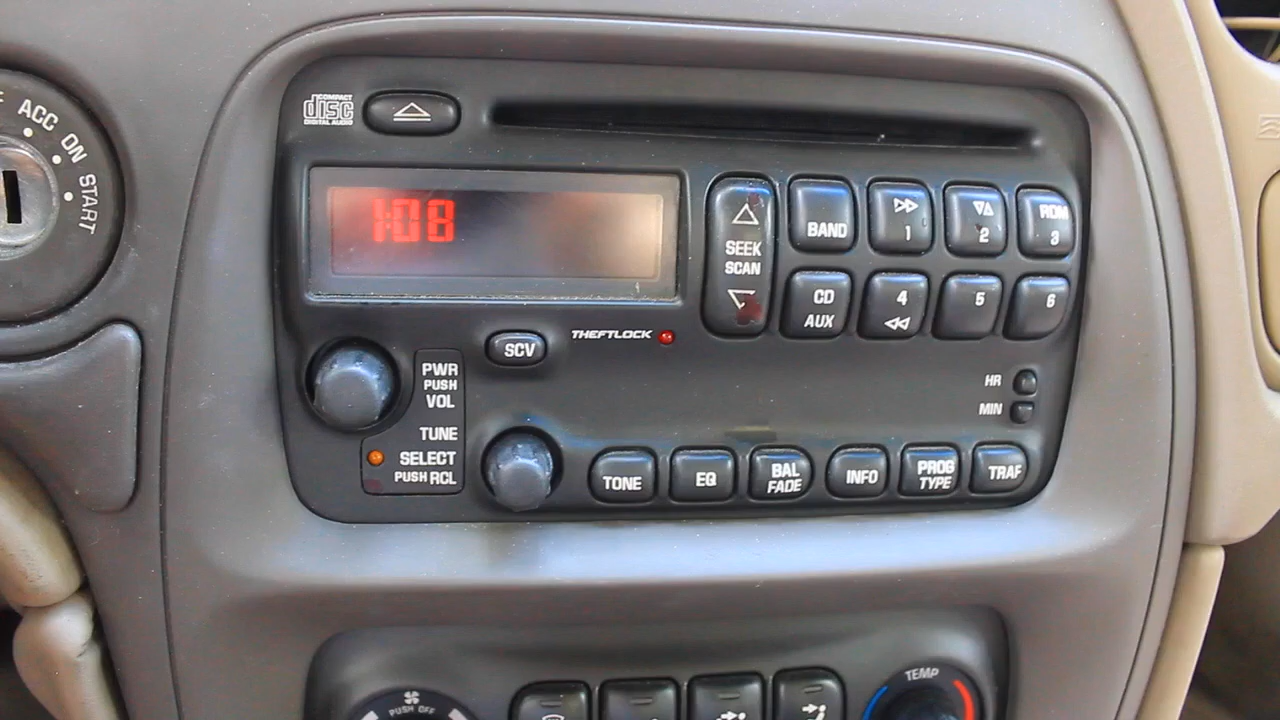 ACC
ON
START
COMPACT
disc
DIGITAL AUDIO
1:08
SEEK
SCAN
BAND
1
2
RDM
3
CD
AUX
4
5
6
SCV
THEFTLOCK
PWR
PUSH
VOL
TUNE
SELECT
PUSH RCL
HR
MIN
TONE
EQ
BAL
FADE
INFO
PROG
TYPE
TRAF
PUSH OFF
TEMP